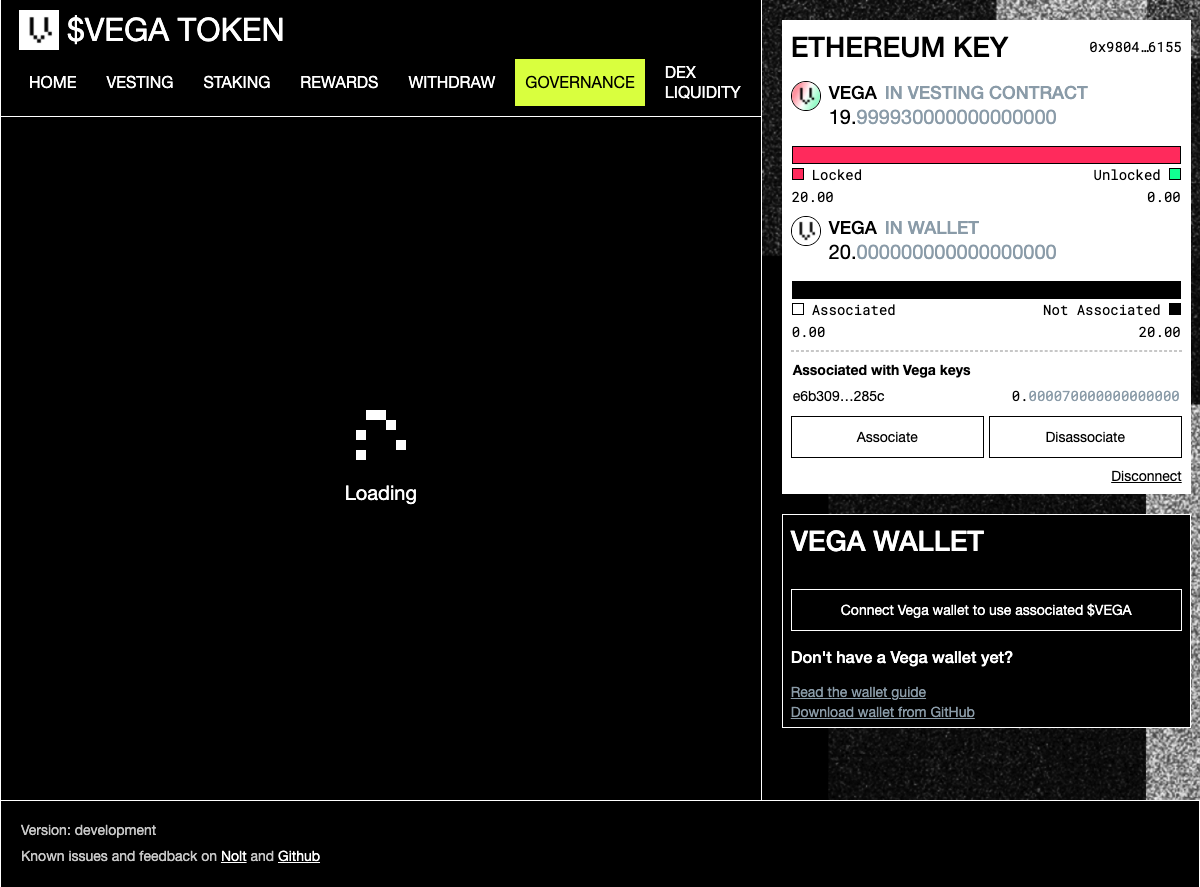 $VEGA TOKEN
HOME VESTING STAKING REWARDS WITHDRAW GOVERNANCE DEX LIQUIDITY
Loading
ETHEREUM KEY 0x9804…6155
VEGA IN VESTING CONTRACT
19.999930000000000000
Locked Unlocked
20.00 0.00
VEGA IN WALLET
20.000000000000000000
Associated Not Associated
0.00 20.00
Associated with Vega keys
e6b309…285c 0.000070000000000000
Associate Disassociate
Disconnect
VEGA WALLET
Connect Vega wallet to use associated $VEGA
Don't have a Vega wallet yet?
Read the wallet guide
Download wallet from GitHub
Version: development
Known issues and feedback on Nolt and Github